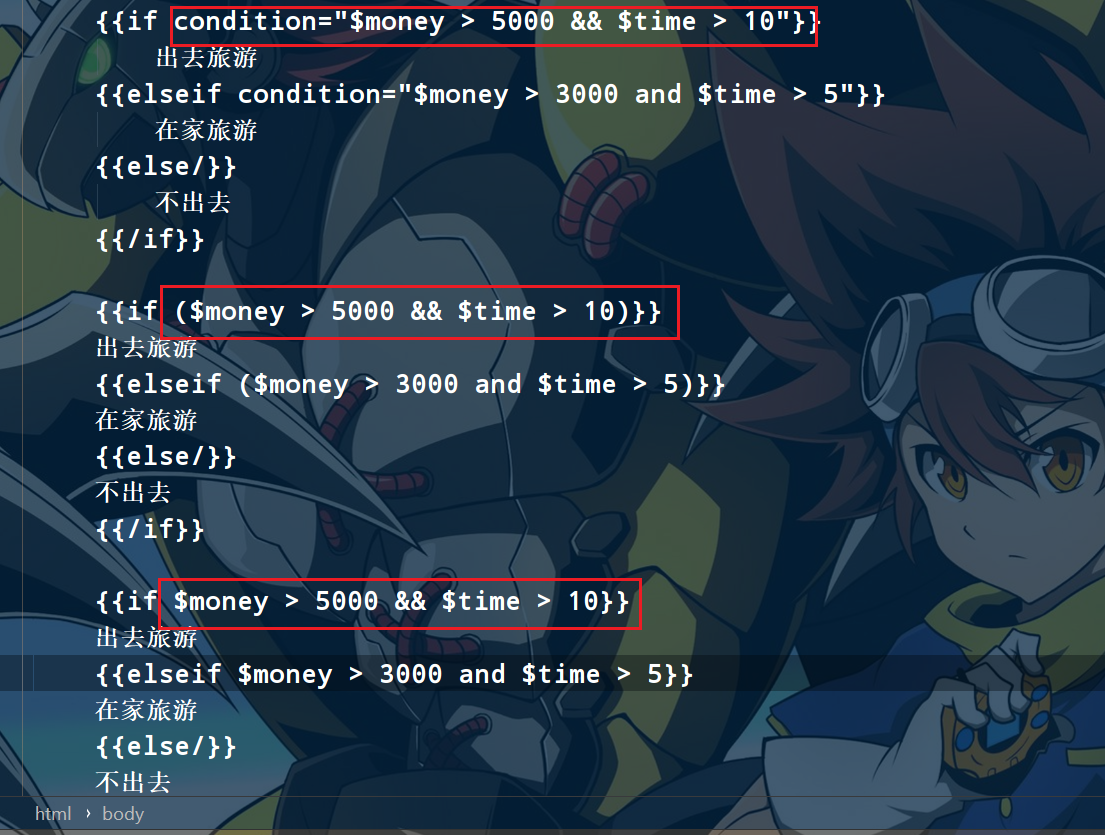 {{if condition="$money > 5000 && $time > 10"}}
出去旅游
{{elseif condition="$money > 3000 and $time > 5"}}
在家旅游
{{else/}}
不出去
{{/if}}
{{if ($money > 5000 && $time > 10)}}
出去旅游
{{elseif ($money > 3000 and $time > 5)}}
在家旅游
{{else/}}
不出去
{{/if}}
{{if $money > 5000 && $time > 10}}
出去旅游
{{elseif $money > 3000 and $time > 5}}
在家旅游
{{else/}}
不出去
html › body